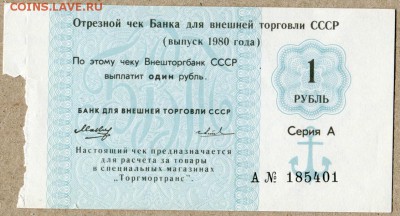 COINS.LAVE.RU
Отрезной чек Банка для внешней торговли СССР
(выпуск 1980 года)
По этому чеку Внешторгбанк СССР
выплатит один рубль.
1
РУБЛЬ
БАНК ДЛЯ ВНЕШНЕЙ ТОРГОВЛИ СССР
Серия А
Настоящий чек предназначается
для расчета за товары
в специальных магазинах
"Торгмортранс".
А № 185401